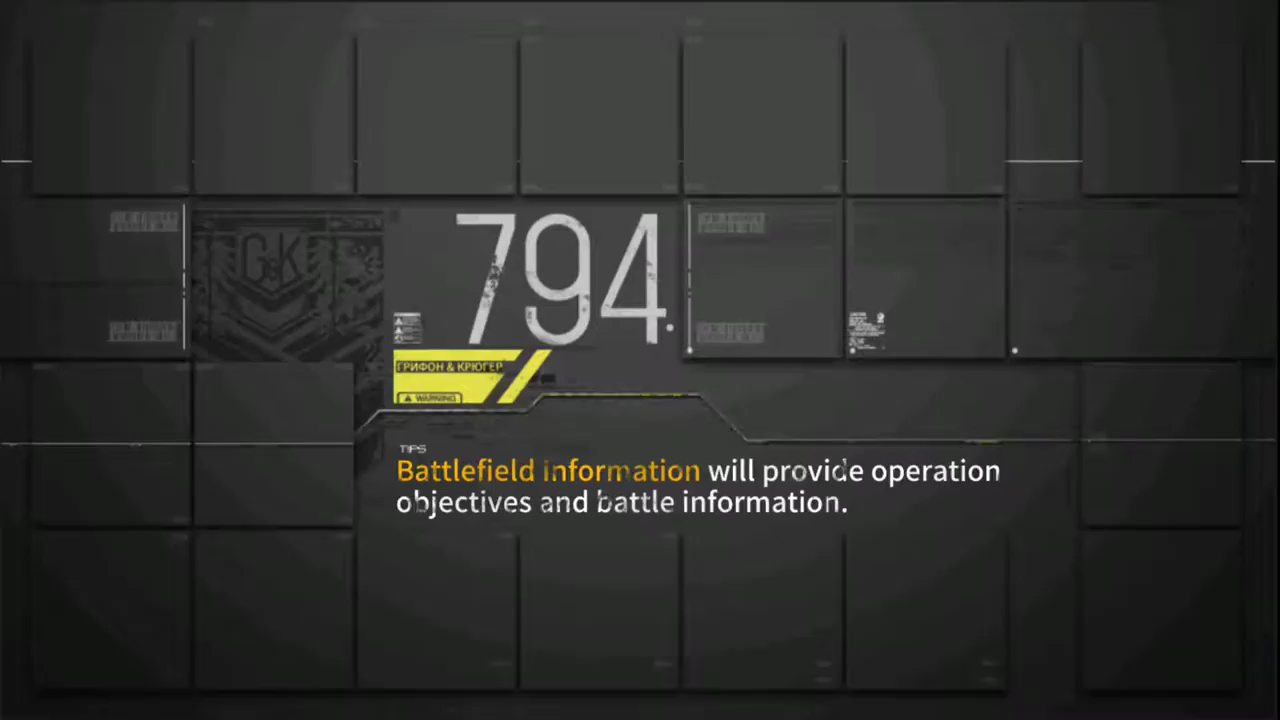 G&K
794.
ГРИФОН & КРЮГЕР
WARNING
TIPS
Battlefield information will provide operation
objectives and battle information.